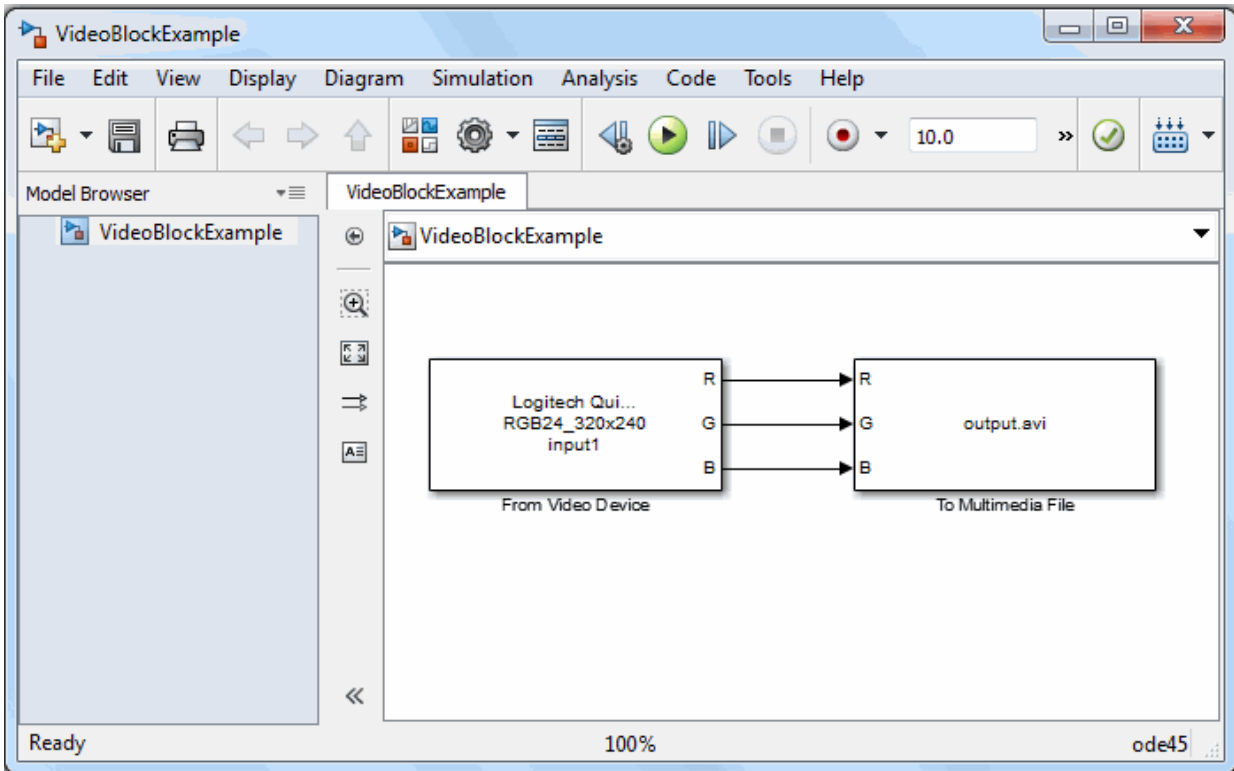 VideoBlockExample
File Edit View Display Diagram Simulation Analysis Code Tools Help
10.0 »
Model Browser
VideoBlockExample
VideoBlockExample
VideoBlockExample
Logitech Qui...
RGB24_320x240
input1
R
G
B
From Video Device
R
G
B
output.avi
To Multimedia File
A
Ready 100% ode45